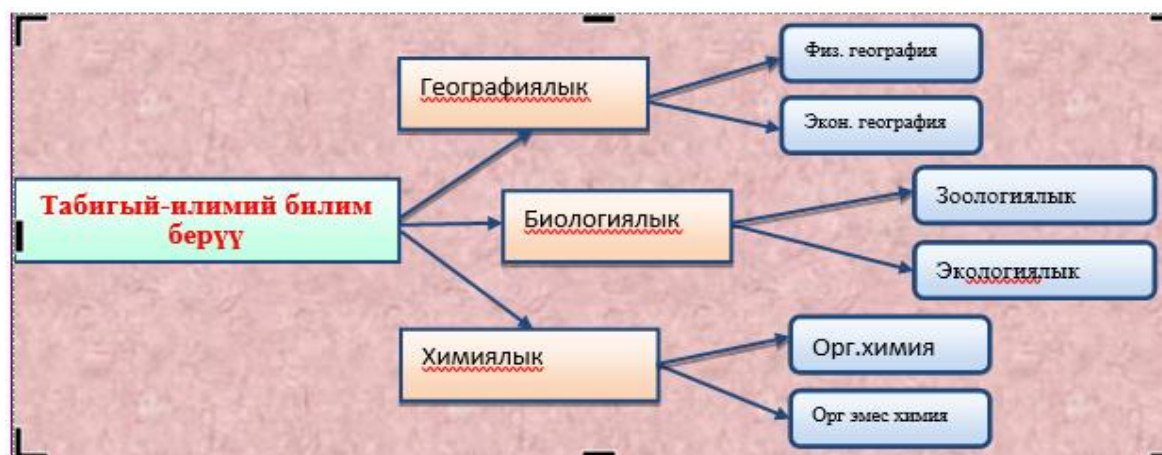 Табигый-илимий билим
берүү
Географиялык
Физ. география
Экон. география
Биологиялык
Зоологиялык
Экологиялык
Химиялык
Орг.химия
Орг эмес химия